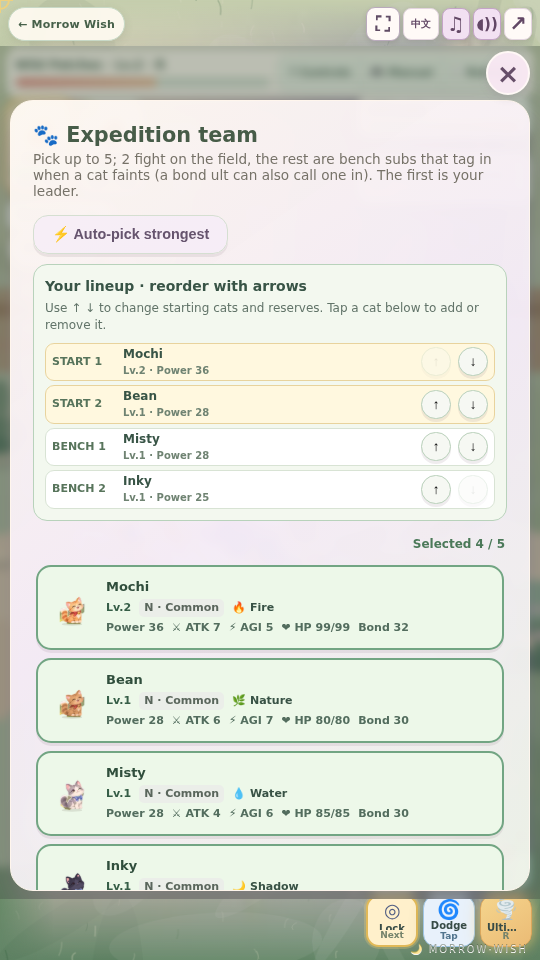 ← Morrow Wish
中文
Expedition team
Pick up to 5; 2 fight on the field, the rest are bench subs that tag in
when a cat faints (a bond ult can also call one in). The first is your
leader.
⚡ Auto-pick strongest
Your lineup · reorder with arrows
Use ↑ ↓ to change starting cats and reserves. Tap a cat below to add or
remove it.
START 1
Mochi
Lv.2 · Power 36
↑ ↓
START 2
Bean
Lv.1 · Power 28
↑ ↓
BENCH 1
Misty
Lv.1 · Power 28
↑ ↓
BENCH 2
Inky
Lv.1 · Power 25
↑ ↓
Selected 4 / 5
Mochi
Lv.2 N · Common 🔥 Fire
Power 36 ⚔ ATK 7 ⚡ AGI 5 ❤ HP 99/99 Bond 32
Bean
Lv.1 N · Common 🌿 Nature
Power 28 ⚔ ATK 6 ⚡ AGI 7 ❤ HP 80/80 Bond 30
Misty
Lv.1 N · Common 💧 Water
Power 28 ⚔ ATK 4 ⚡ AGI 6 ❤ HP 85/85 Bond 30
Inky
Lv.1 N · Common 🌙 Shadow
Lock
Next
Dodge
Tap
Ulti...
R
MORROW·WISH